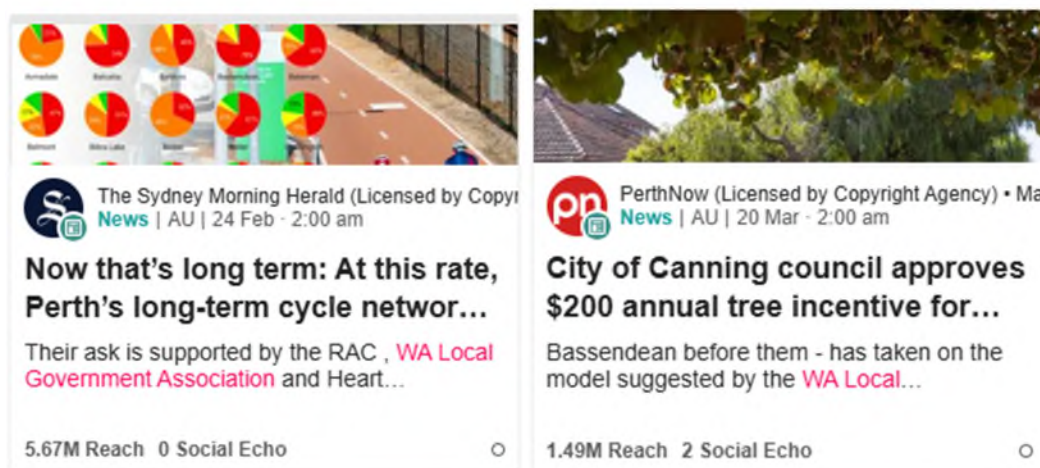 Armadale
The Sydney Morning Herald (Licensed by Copyr
News | AU | 24 Feb · 2:00 am
Now that’s long term: At this rate,
Perth’s long-term cycle networ...
Their ask is supported by the RAC , WA Local
Government Association and Heart...
5.67M Reach 0 Social Echo
pn
PerthNow (Licensed by Copyright Agency) • Ma
News | AU | 20 Mar · 2:00 am
City of Canning council approves
$200 annual tree incentive for...
Bassendean before them - has taken on the
model suggested by the WA Local...
1.49M Reach 2 Social Echo